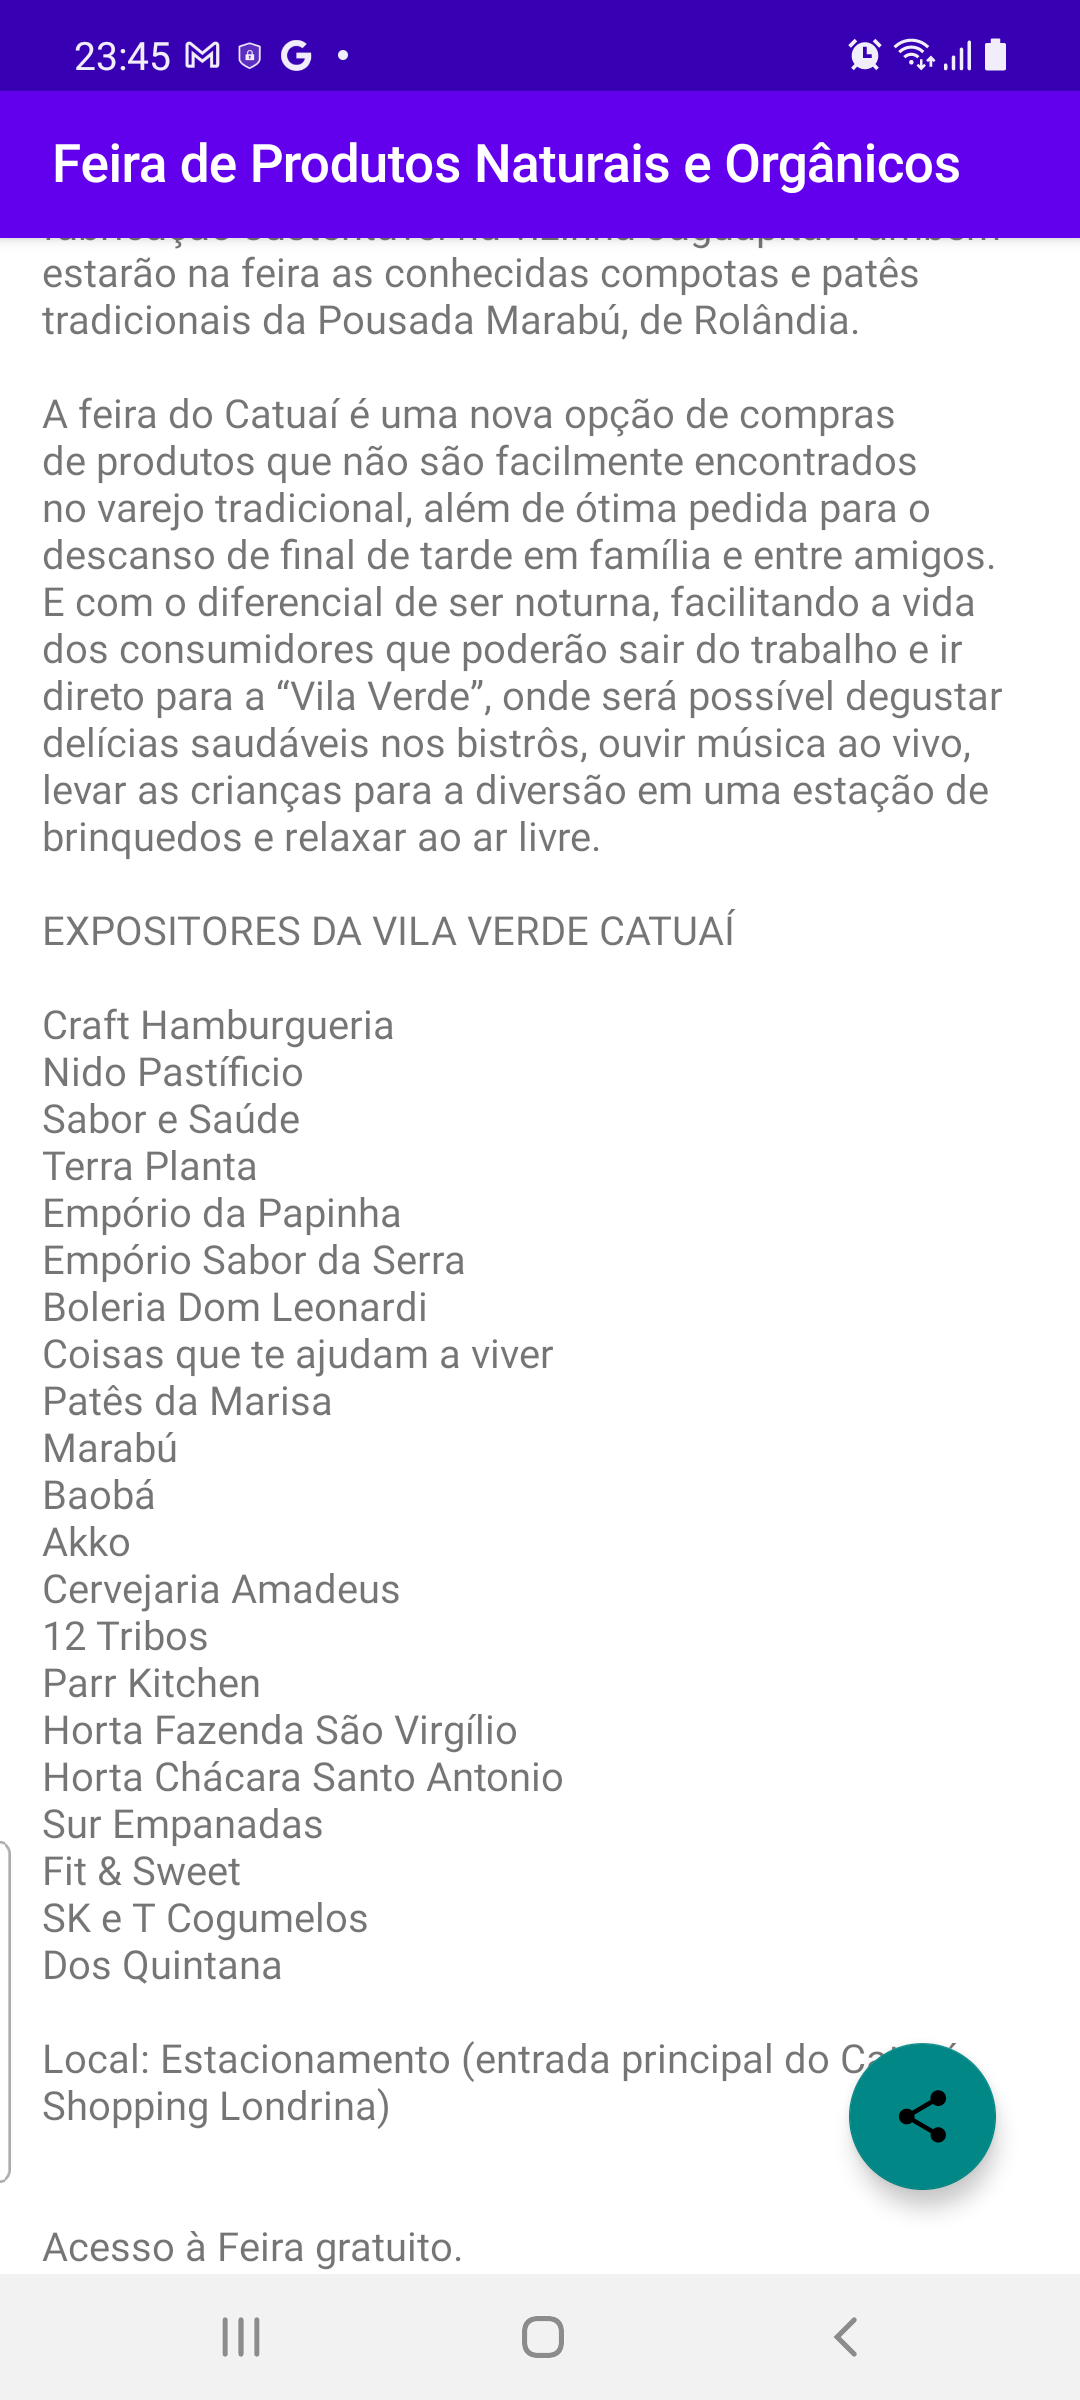 23:45
Feira de Produtos Naturais e Orgânicos
estarão na feira as conhecidas compotas e patês
tradicionais da Pousada Marabú, de Rolândia.
A feira do Catuaí é uma nova opção de compras
de produtos que não são facilmente encontrados
no varejo tradicional, além de ótima pedida para o
descanso de final de tarde em família e entre amigos.
E com o diferencial de ser noturna, facilitando a vida
dos consumidores que poderão sair do trabalho e ir
direto para a “Vila Verde”, onde será possível degustar
delícias saudáveis nos bistrôs, ouvir música ao vivo,
levar as crianças para a diversão em uma estação de
brinquedos e relaxar ao ar livre.
EXPOSITORES DA VILA VERDE CATUAÍ
Craft Hamburgueria
Nido Pastíficio
Sabor e Saúde
Terra Planta
Empório da Papinha
Empório Sabor da Serra
Boleria Dom Leonardi
Coisas que te ajudam a viver
Patês da Marisa
Marabú
Baobá
Akko
Cervejaria Amadeus
12 Tribos
Parr Kitchen
Horta Fazenda São Virgílio
Horta Chácara Santo Antonio
Sur Empanadas
Fit & Sweet
SK e T Cogumelos
Dos Quintana
Local: Estacionamento (entrada principal do
Shopping Londrina)
Acesso à Feira gratuito.